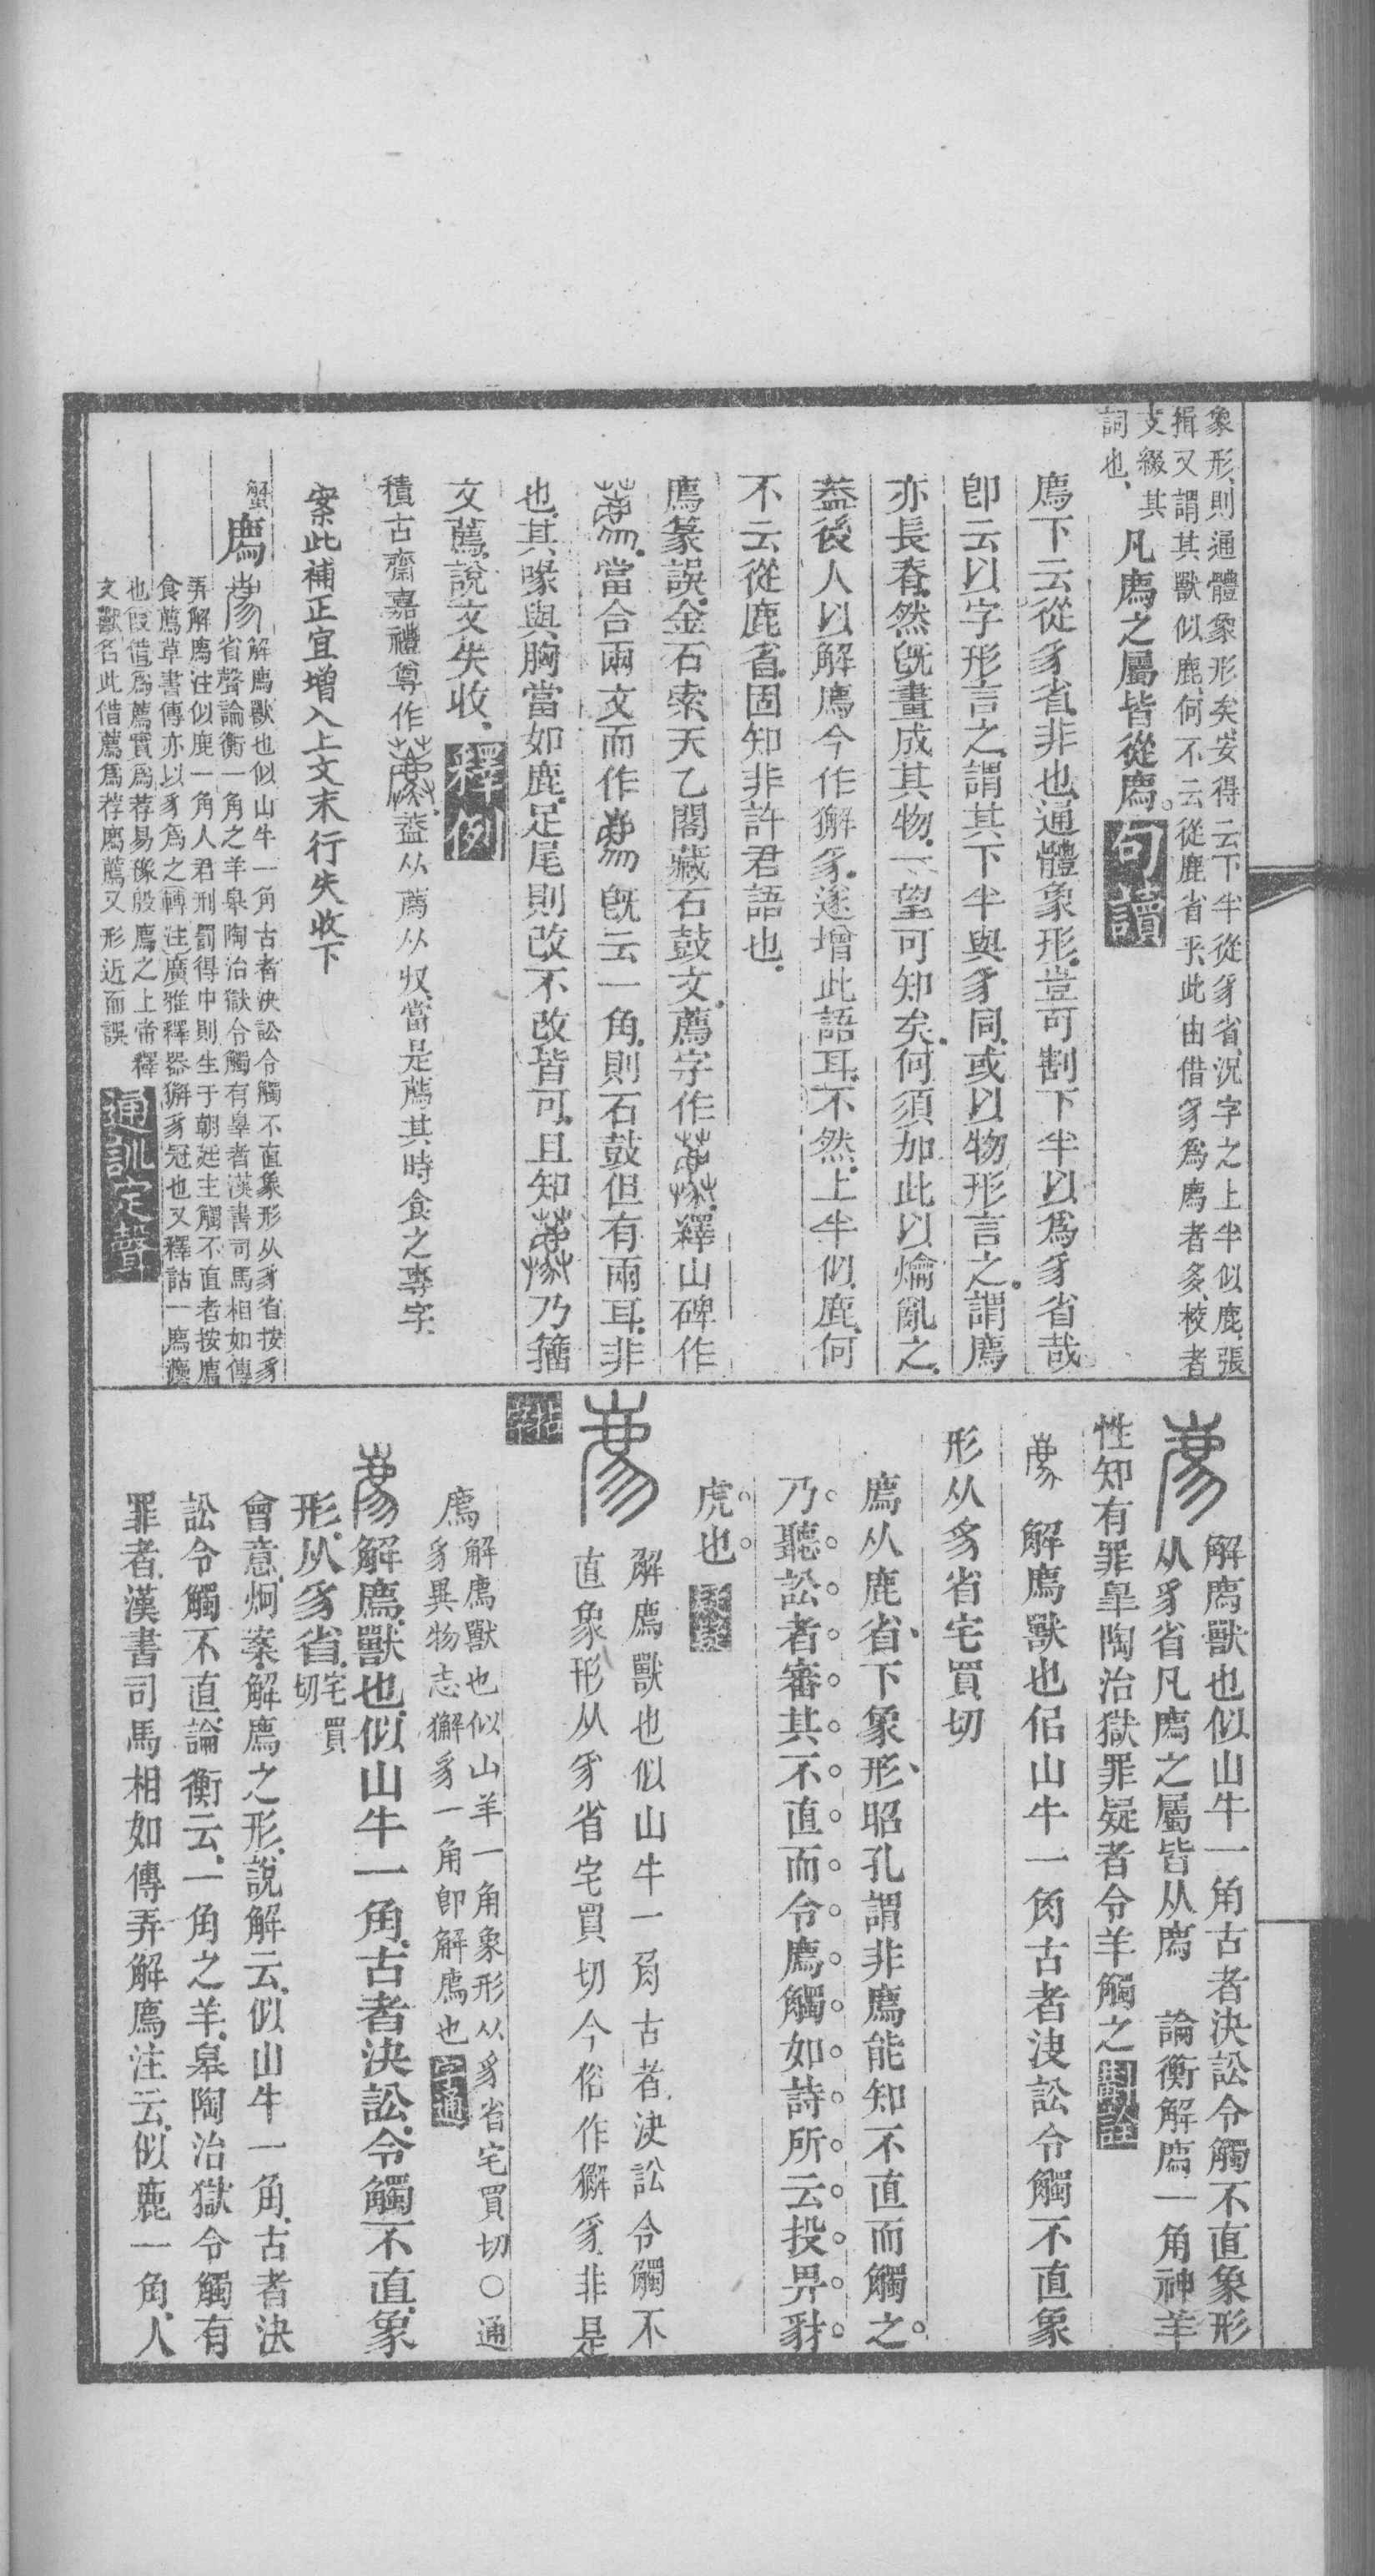 象形則通體象形矣安得云下半從豸省況字之上半似鹿張
揖又謂其獸似鹿何不云從鹿省乎此由借豸爲廌者多校者
文綴其
詞也
凡廌之屬皆從廌 句讀
廌下云從豸省非也通體象形豈可割下半以爲豸省哉
卽云以字形言之謂其下半與豸同或以物形言之謂廌
亦長脊然旣畫成其物一望可知矣何須加此以淆亂之
葢後人以解廌今作獬豸遂增此語耳不然上半似鹿何
不云從鹿省固知非許君語也
廌篆誤金石索天乙閣藏石鼓文薦字作 釋山碑作
當合兩文而作 旣云一角則石鼓但有兩耳非
也其喙與胸當如鹿足尾則改不改皆可且知 乃籒
文薦說文失收 釋例
積古齋嘉禮尊作 葢从薦从収當是薦其時食之專字
案此補正宜增入上文末行失收下
蟹
廌
解廌獸也似山牛一角古者決訟令觸不直象形从豸省按豸
省聲論衡一角之羊皋陶治獄令觸有辠者漢書司馬相如傳
弄解廌注似鹿一角人君刑罰得中則生于朝廷主觸不直者按廌
食薦草書傳亦以豸爲之轉注廣雅釋器獬豸冠也又釋詁一廌灋
也叚借爲薦實爲荐易豫殷廌之上帝釋
文獸名此借薦爲荐廌薦又形近而誤
通訓定聲
解廌獸也似山牛一角古者決訟令觸不直象形
从豸省凡廌之屬皆从廌 論衡解廌一角神羊
性知有罪臯陶治獄罪疑者令羊觸之
解廌獸也佀山牛一角古者決訟令觸不直象
形从豸省宅買切
廌从鹿省下象形昭孔謂非廌能知不直而觸之
乃聽訟者審其不直而令廌觸如詩所云投畀豺
虎也
解廌獸也似山牛一角古者決訟令觸不
直象形从豸省宅買切今俗作獬豸非是
廌
解廌獸也似山羊一角象形从豸省宅買切○通
豸異物志獬豸一角卽解廌也
解廌獸也似山牛一角古者決訟令觸不直象
形从豸省宅買切
會意炯案解廌之形說解云似山牛一角古者決
訟令觸不直論衡云一角之羊皋陶治獄令觸有
罪者漢書司馬相如傳弄解廌注云似鹿一角人